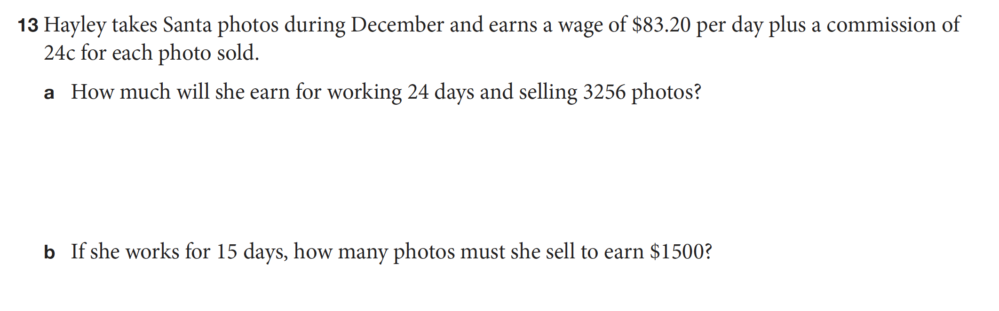 13 Hayley takes Santa photos during December and earns a wage of $83.20 per day plus a commission of
24c for each photo sold.
a How much will she earn for working 24 days and selling 3256 photos?
b If she works for 15 days, how many photos must she sell to earn $1500?